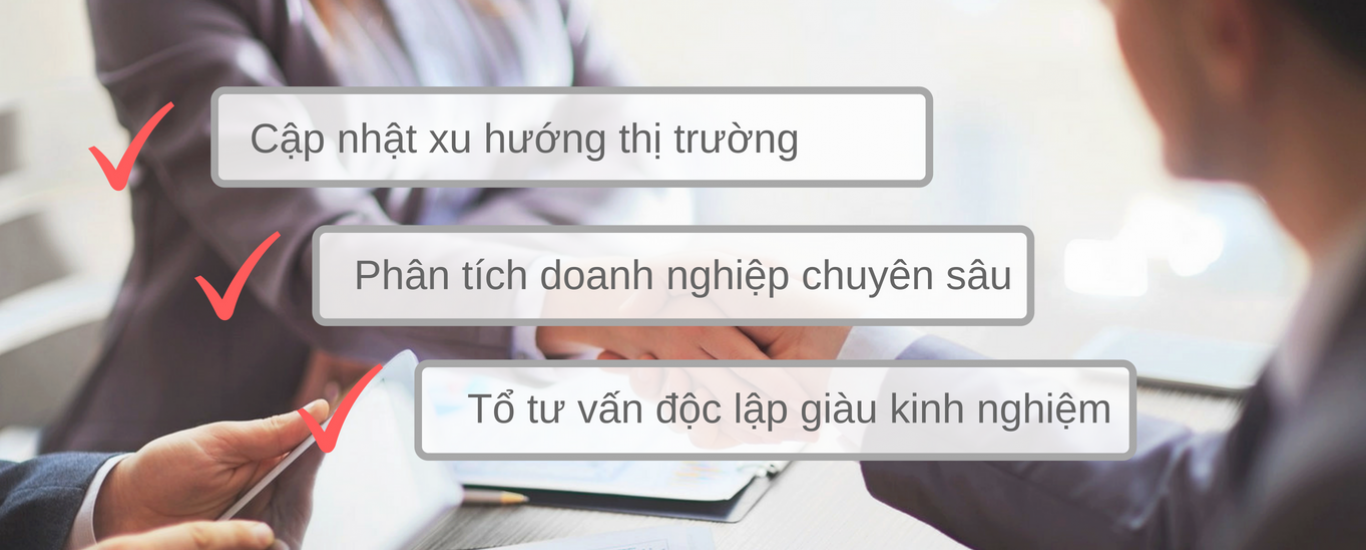 Cập nhật xu hướng thị trường
Phân tích doanh nghiệp chuyên sâu
Tổ tư vấn độc lập giàu kinh nghiệm